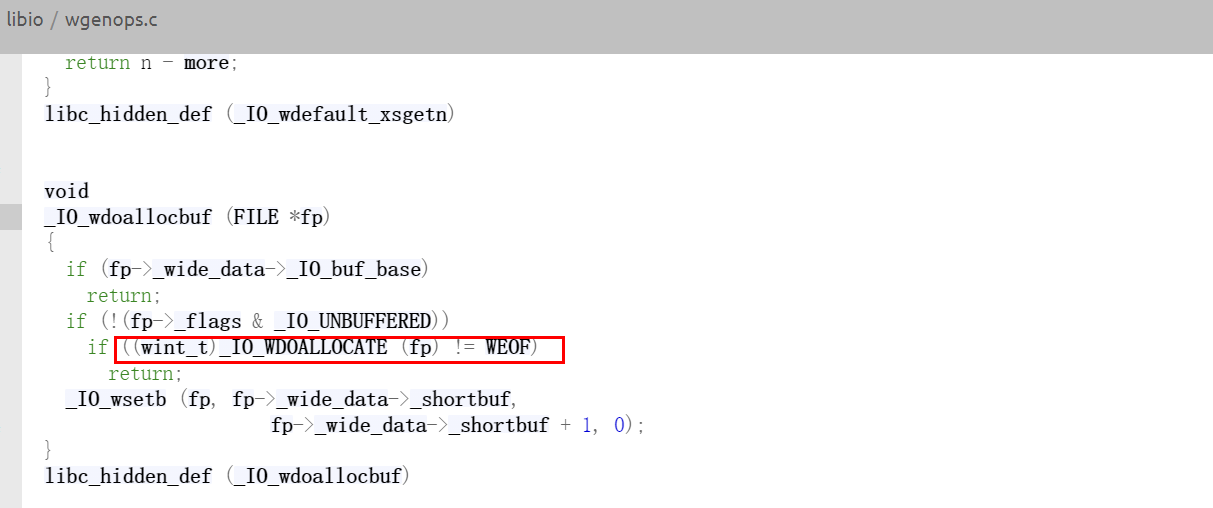 libio / wgenops.c
return n - more;
}
libc_hidden_def (_IO_wdefault_xsgetn)
void
_IO_wdoallocbuf (FILE *fp)
{
if (fp->_wide_data->_IO_buf_base)
return;
if (!(fp->_flags & _IO_UNBUFFERED))
if ((wint_t)_IO_WDOALLOCATE (fp) != WEOF)
return;
_IO_wsetb (fp, fp->_wide_data->_shortbuf,
fp->_wide_data->_shortbuf + 1, 0);
}
libc_hidden_def (_IO_wdoallocbuf)